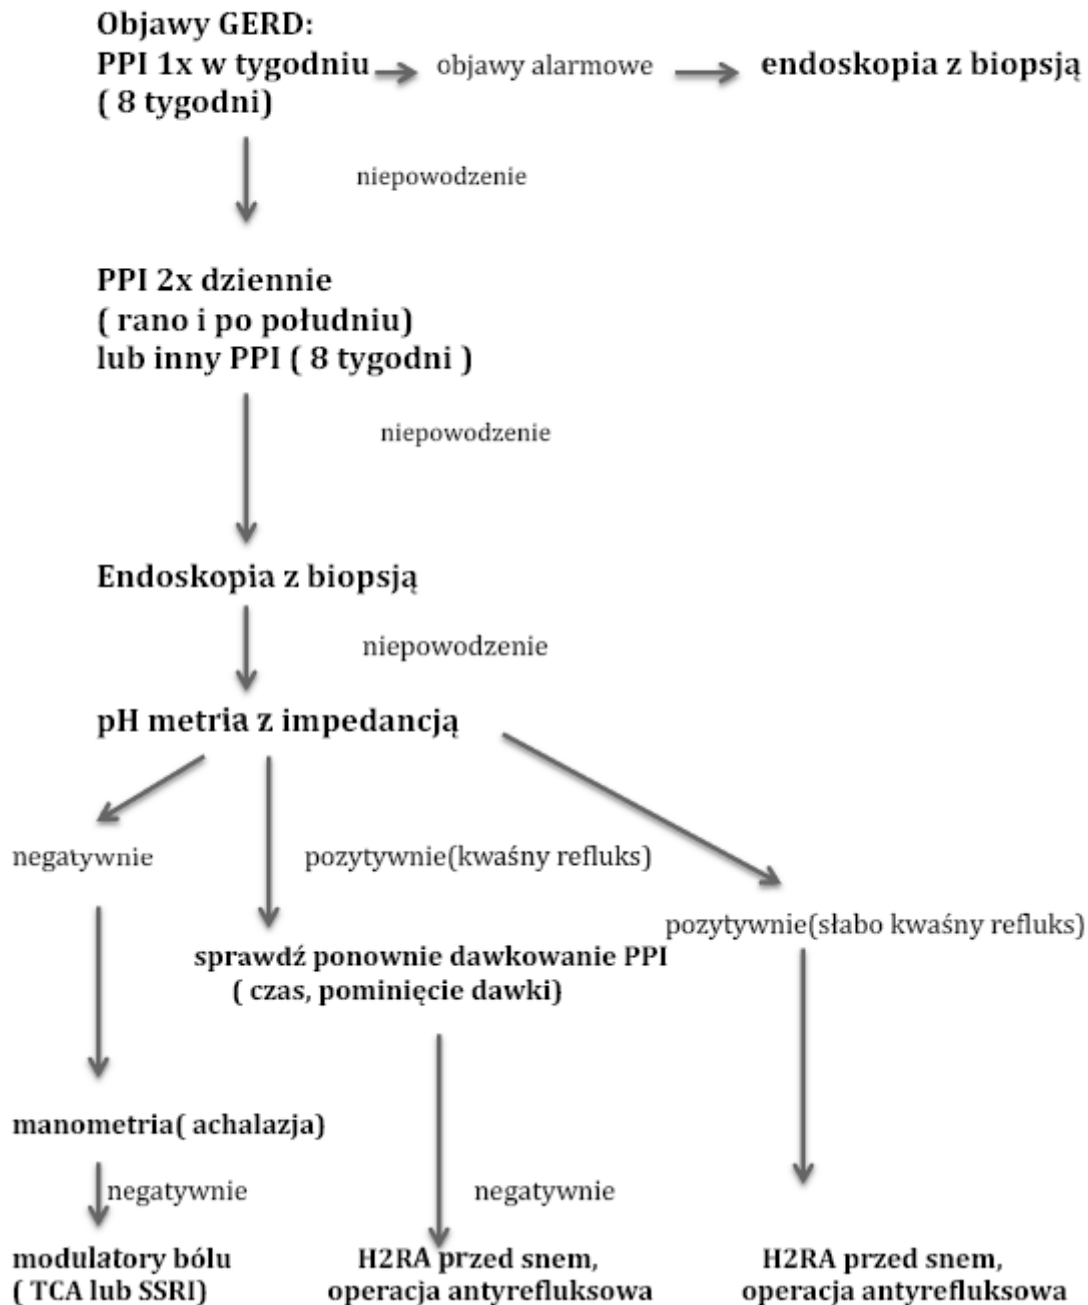 Objawy GERD:
PPI 1x w tygodniu
( 8 tygodni)
objawy alarmowe
endoskopia z biopsją
niepowodzenie
PPI 2x dziennie
( rano i po południu)
lub inny PPI ( 8 tygodni )
niepowodzenie
Endoskopia z biopsją
niepowodzenie
pH metria z impedancją
negatywnie
pozytywnie(kwaśny refluks)
pozytywnie(słabo kwaśny refluks)
sprawdź ponownie dawkowanie PPI
( czas, pominięcie dawki)
manometria( achalazja)
negatywnie
negatywnie
modulatory bólu
( TCA lub SSRI)
H2RA przed snem,
operacja antyrefluksowa
H2RA przed snem,
operacja antyrefluksowa